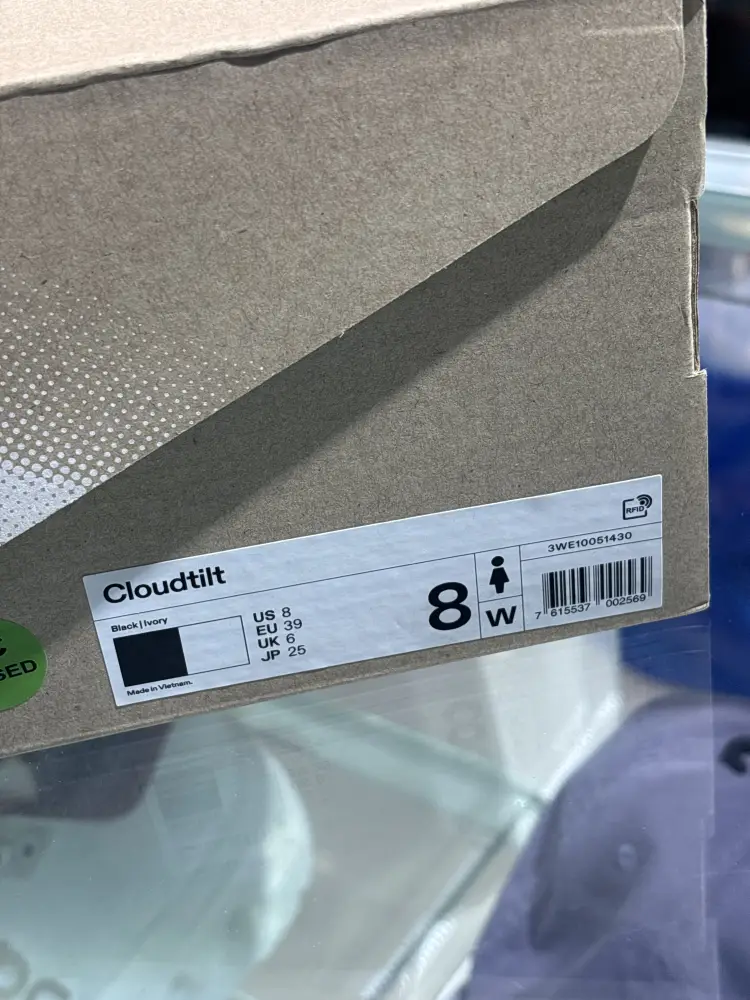 RFID
Cloudtilt
3WE10051430
Black | Ivory
US 8
EU 39
UK 6
JP 25
8
W
7 615537 002569
Made in Vietnam.